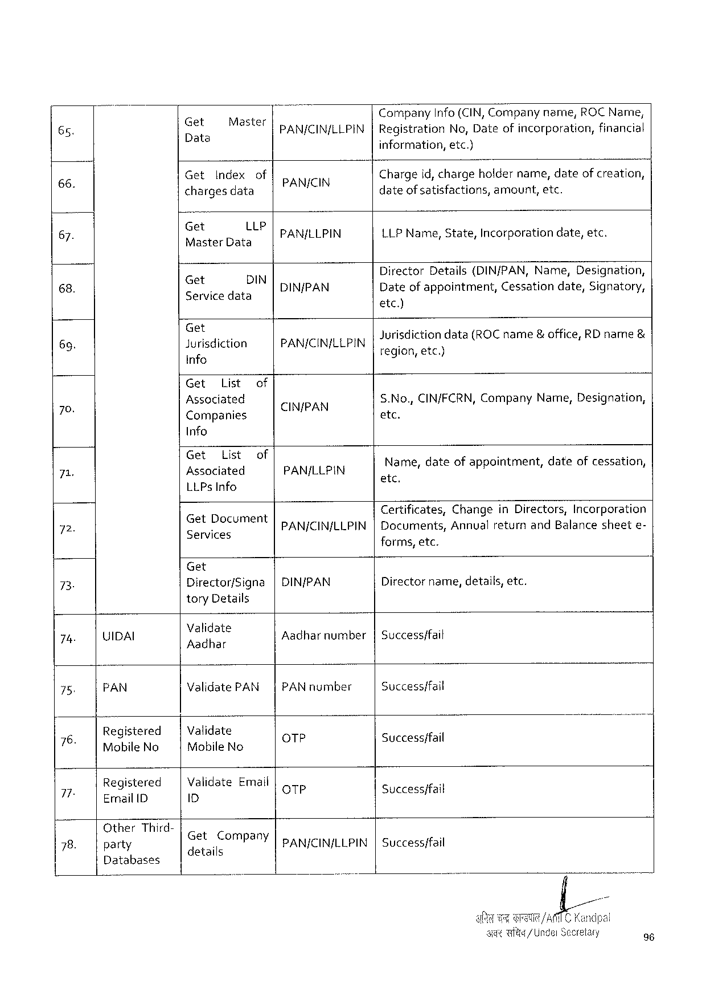 65. Get Master Data PAN/CIN/LLPIN Company Info (CIN, Company name, ROC Name,
Registration No, Date of incorporation, financial
information, etc.)
66. Get Index of charges data PAN/CIN Charge id, charge holder name, date of creation,
date of satisfactions, amount, etc.
67. Get LLP Master Data PAN/LLPIN LLP Name, State, Incorporation date, etc.
68. Get DIN Service data DIN/PAN Director Details (DIN/PAN, Name, Designation,
Date of appointment, Cessation date, Signatory,
etc.)
69. Get Jurisdiction Info PAN/CIN/LLPIN Jurisdiction data (ROC name & office, RD name &
region, etc.)
70. Get List of Associated Companies Info CIN/PAN S.No., CIN/FCRN, Company Name, Designation,
etc.
71. Get List of Associated LLPs Info PAN/LLPIN Name, date of appointment, date of cessation,
etc.
72. Get Document Services PAN/CIN/LLPIN Certificates, Change in Directors, Incorporation
Documents, Annual return and Balance sheet e-
forms, etc.
73. Get Director/Signa tory Details DIN/PAN Director name, details, etc.
74. UIDAI Validate Aadhar Aadhar number Success/fail
75. PAN Validate PAN PAN number Success/fail
76. Registered Mobile No Validate Mobile No OTP Success/fail
77. Registered Email ID Validate Email ID OTP Success/fail
78. Other Third-party Databases Get Company details PAN/CIN/LLPIN Success/fail
अनिल चन्द्र कान्डपाल/Anil C Kandpal
अवर सचिव/Under Secretary
96